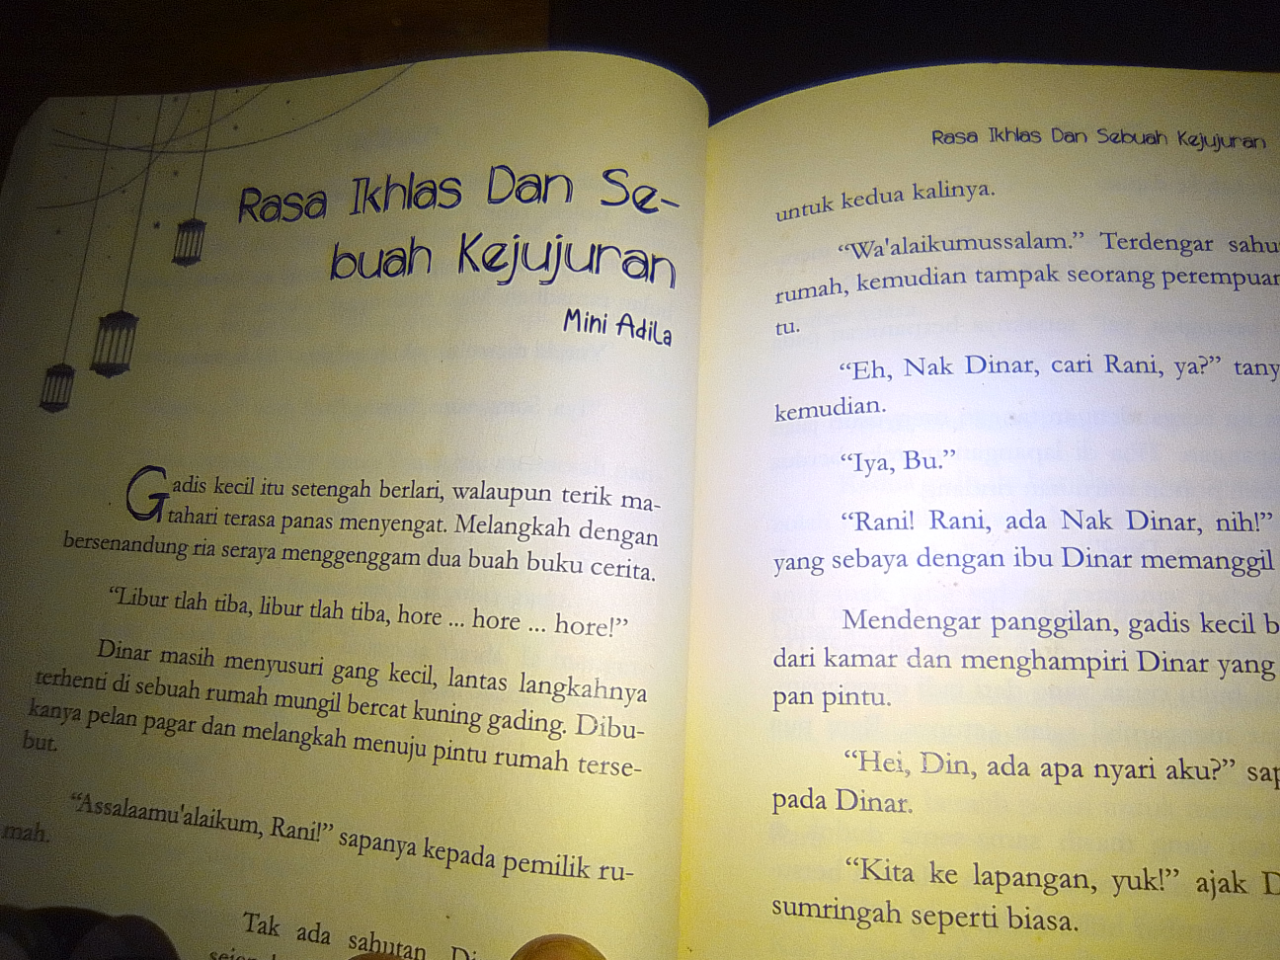 Rasa Ikhlas Dan Se-
buah Kejujuran
Mini Adila
Gadis kecil itu setengah berlari, walaupun terik ma-
tahari terasa panas menyengat. Melangkah dengan
bersenandung ria seraya menggenggam dua buah buku cerita.
“Libur tlah tiba, libur tlah tiba, hore ... hore ... hore!”
Dinar masih menyusuri gang kecil, lantas langkahnya
terhenti di sebuah rumah mungil bercat kuning gading. Dibu-
kanya pelan pagar dan melangkah menuju pintu rumah terse-
but.
“Assalaamu'alaikum, Rani!” sapanya kepada pemilik ru-
mah.
Tak ada sahutan.
Rasa Ikhlas Dan Sebuah Kejujuran
untuk kedua kalinya.
“Wa'alaikumussalam.” Terdengar
rumah, kemudian tampak seorang perempuan
tu.
“Eh, Nak Dinar, cari Rani, ya?”
kemudian.
“Iya, Bu.”
“Rani! Rani, ada Nak Dinar, nih!”
yang sebaya dengan ibu Dinar memanggil
Mendengar panggilan, gadis kecil
dari kamar dan menghampiri Dinar yang
pan pintu.
“Hei, Din, ada apa nyari aku?”
pada Dinar.
“Kita ke lapangan, yuk!” ajak
sumringah seperti biasa.